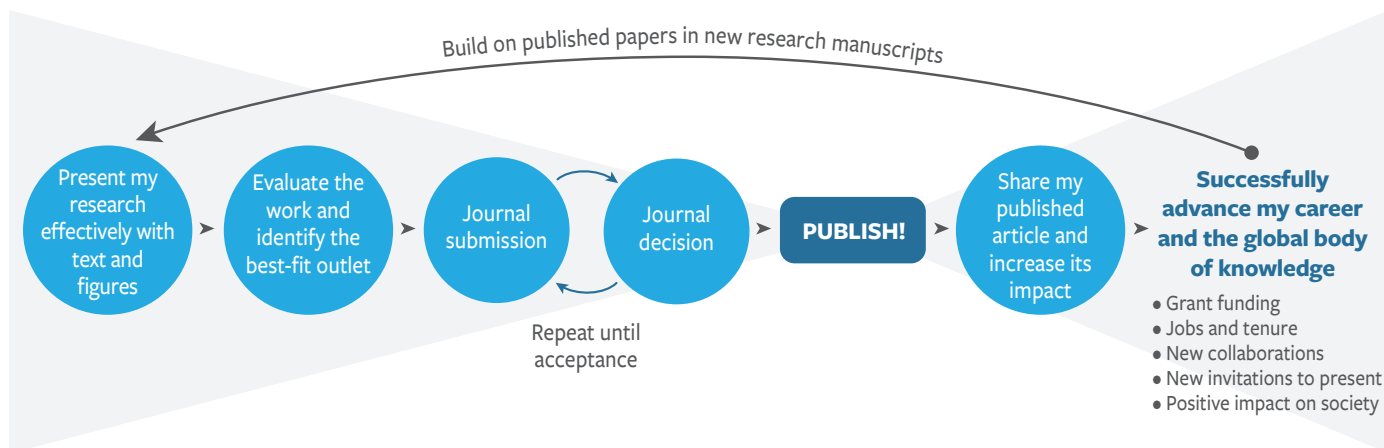 Build on published papers in new research manuscripts
Present my
research
effectively with
text and
figures
Evaluate the
work and
identify the
best-fit outlet
Journal
submission
Journal
decision
Repeat until
acceptance
PUBLISH!
Share my
published
article and
increase its
impact
Successfully
advance my career
and the global body
of knowledge
• Grant funding
• Jobs and tenure
• New collaborations
• New invitations to present
• Positive impact on society